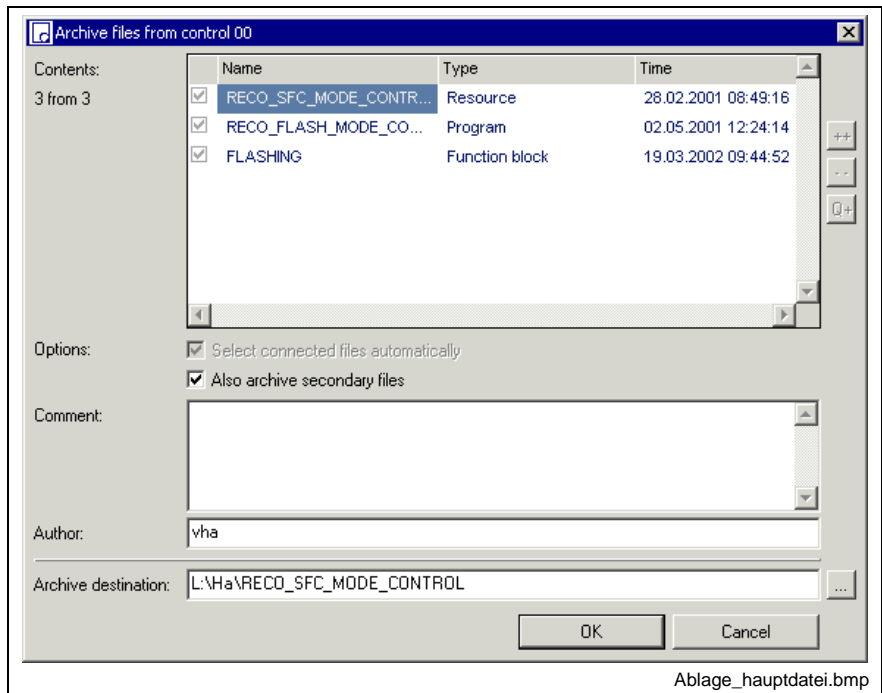 Archive files from control 00
Contents:
3 from 3
Name Type Time
RECO_SFC_MODE_CONTR... Resource 28.02.2001 08:49:16
RECO_FLASH_MODE_CO... Program 02.05.2001 12:24:14
FLASHING Function block 19.03.2002 09:44:52
++
--
Q+
Options:
Select connected files automatically
Also archive secondary files
Comment:
Author: vha
Archive destination: L:\Ha\RECO_SFC_MODE_CONTROL ...
OK Cancel
Ablage_hauptdatei.bmp